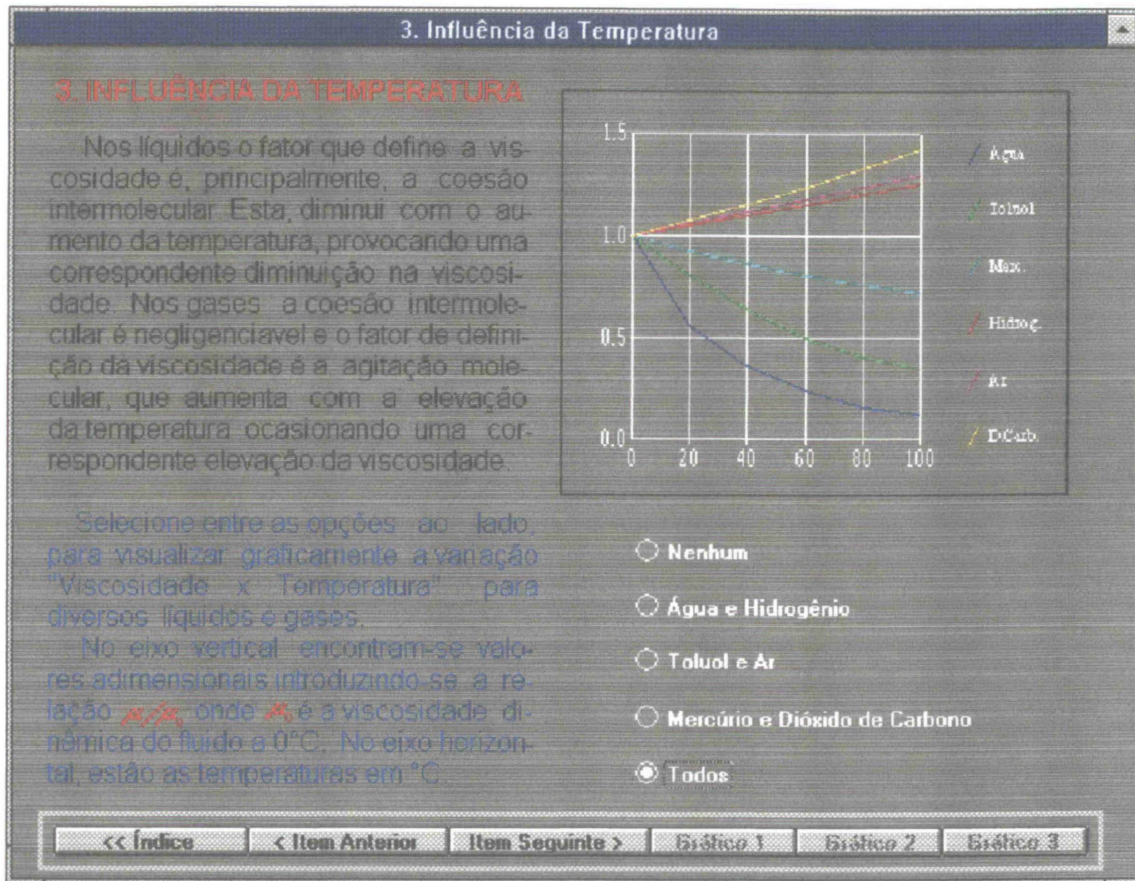 3. Influência da Temperatura
3. INFLUÊNCIA DA TEMPERATURA
Nos líquidos o fator que define a vis-
cosidade é, principalmente, a coesão
intermolecular Esta, diminui com o au-
mento da temperatura, provocando uma
correspondente diminuição na viscosi-
dade. Nos gases a coesão intermole-
cular é negligenciavel e o fator de defini-
ção da viscosidade é a agitação mole-
cular, que aumenta com a elevação
da temperatura ocasionando uma cor-
respondente elevação da viscosidade.
Selecione entre as opções ao lado,
para visualizar graficamente a variação
"Viscosidade x Temperatura" para
diversos líquidos e gases.
No eixo vertical encontram-se valo-
res adimensionais introduzindo-se a re-
lação μ/μ₀ onde μ₀ é a viscosidade di-
nâmica do fluido a 0°C. No eixo horizon-
tal, estão as temperaturas em °C.
1.5
1.0
0.5
0.0
0 20 40 60 80 100
Água
Toluol
Hidrog.
Ar
D.Carb.
Nenhum
Água e Hidrogênio
Toluol e Ar
Mercúrio e Dióxido de Carbono
Todos
<< Índice
< Item Anterior
Item Seguinte >
Gráfico 1
Gráfico 2
Gráfico 3